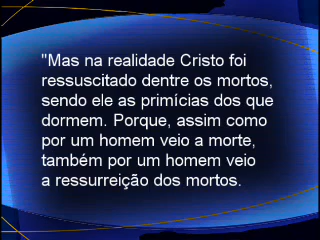 "Mas na realidade Cristo foi
ressuscitado dentre os mortos,
sendo ele as primícias dos que
dormem. Porque, assim como
por um homem veio a morte,
também por um homem veio
a ressurreição dos mortos.